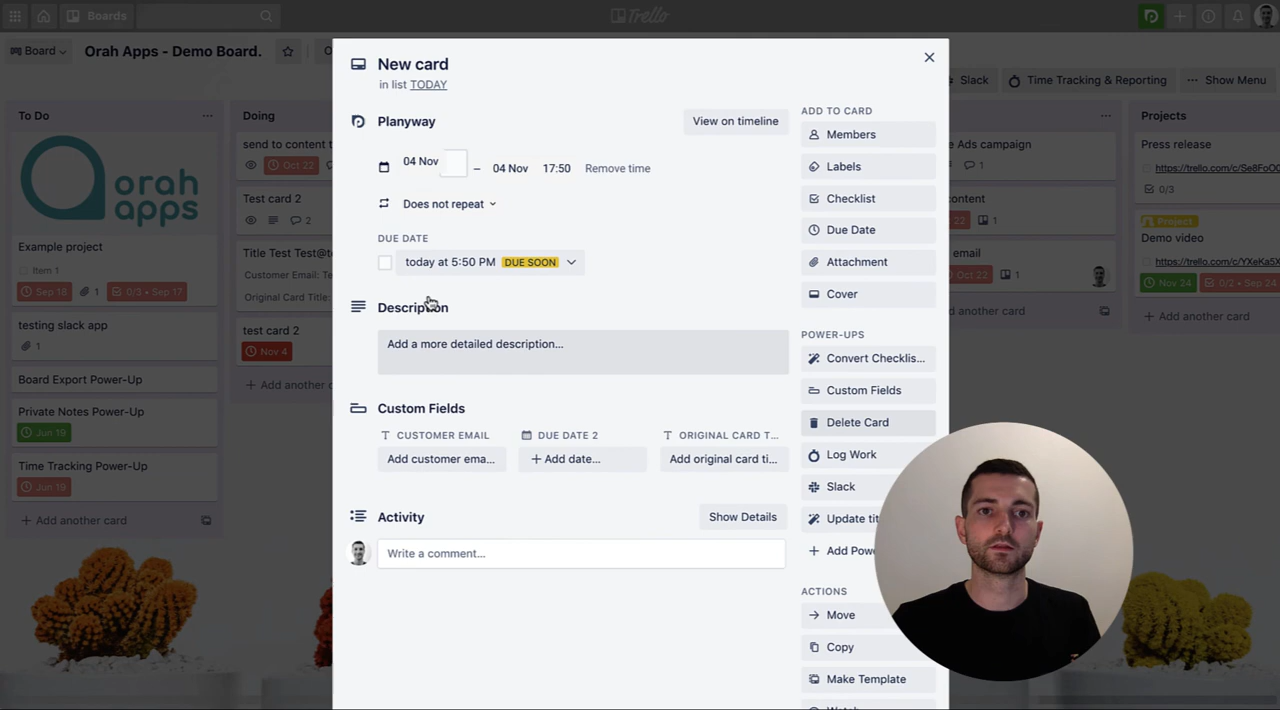 Boards
Trello
Board
Orah Apps - Demo Board.
Slack
Time Tracking & Reporting
Show Menu
To Do
orah
apps
Example project
Item 1
Sep 18
1
0/3 • Sep 17
testing slack app
1
Board Export Power-Up
Private Notes Power-Up
Jun 19
Time Tracking Power-Up
Jun 19
+ Add another card
Doing
send to content t
Oct 22
Test card 2
2
Title Test Test@t
Customer Email: Te
Original Card Title:
test card 2
Nov 4
+ Add another
New card
in list TODAY
Planyway
View on timeline
04 Nov
–
04 Nov
17:50
Remove time
Does not repeat
DUE DATE
today at 5:50 PM
DUE SOON
Description
Add a more detailed description...
Custom Fields
CUSTOMER EMAIL
DUE DATE 2
ORIGINAL CARD T...
Add customer ema...
+ Add date...
Add original card ti...
Activity
Show Details
Write a comment...
ADD TO CARD
Members
Labels
Checklist
Due Date
Attachment
Cover
POWER-UPS
Convert Checklis...
Custom Fields
Delete Card
Log Work
Slack
Update tit
+ Add Pow
ACTIONS
Move
Copy
Make Template
Ads campaign
1
ontent
22
1
email
Oct 22
1
dd another card
Projects
Press release
https://trello.com/c/Se8FoO
0/3
Project
Demo video
https://trello.com/c/YXeKa5X
Nov 24
0/2 • Sep 24
+ Add another card